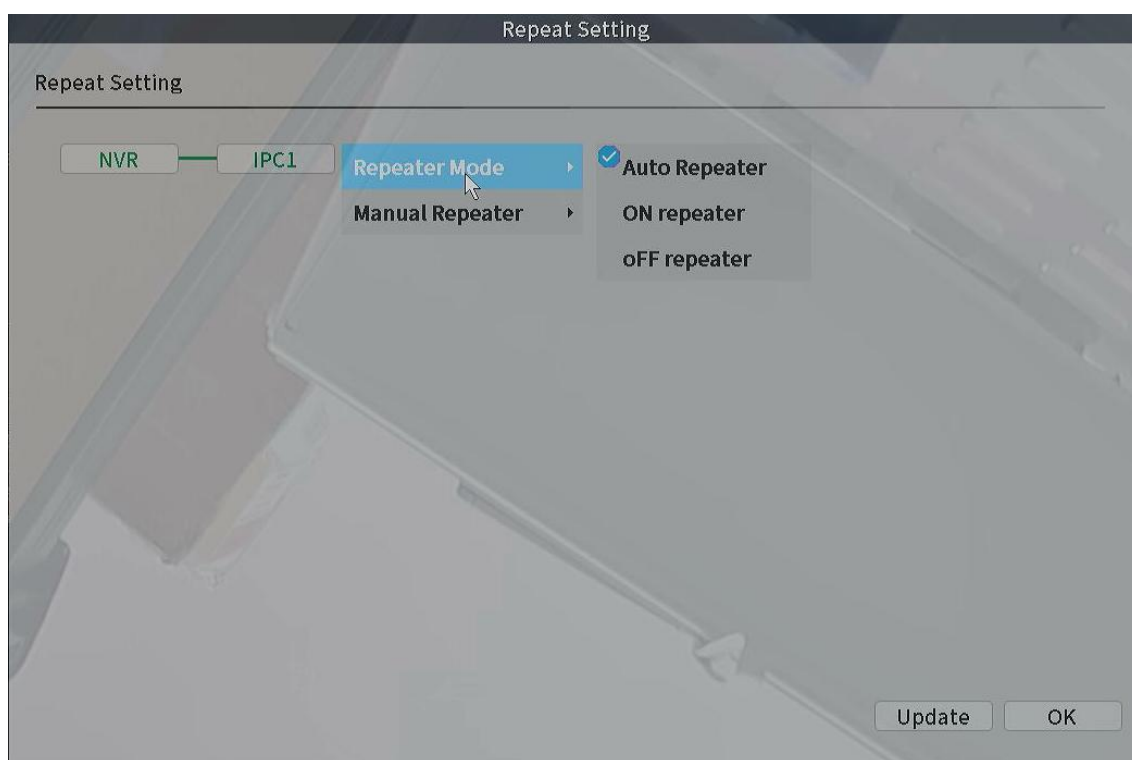 Repeat Setting
Repeat Setting
NVR IPC1 Repeater Mode Auto Repeater
Manual Repeater ON repeater
oFF repeater
Update OK